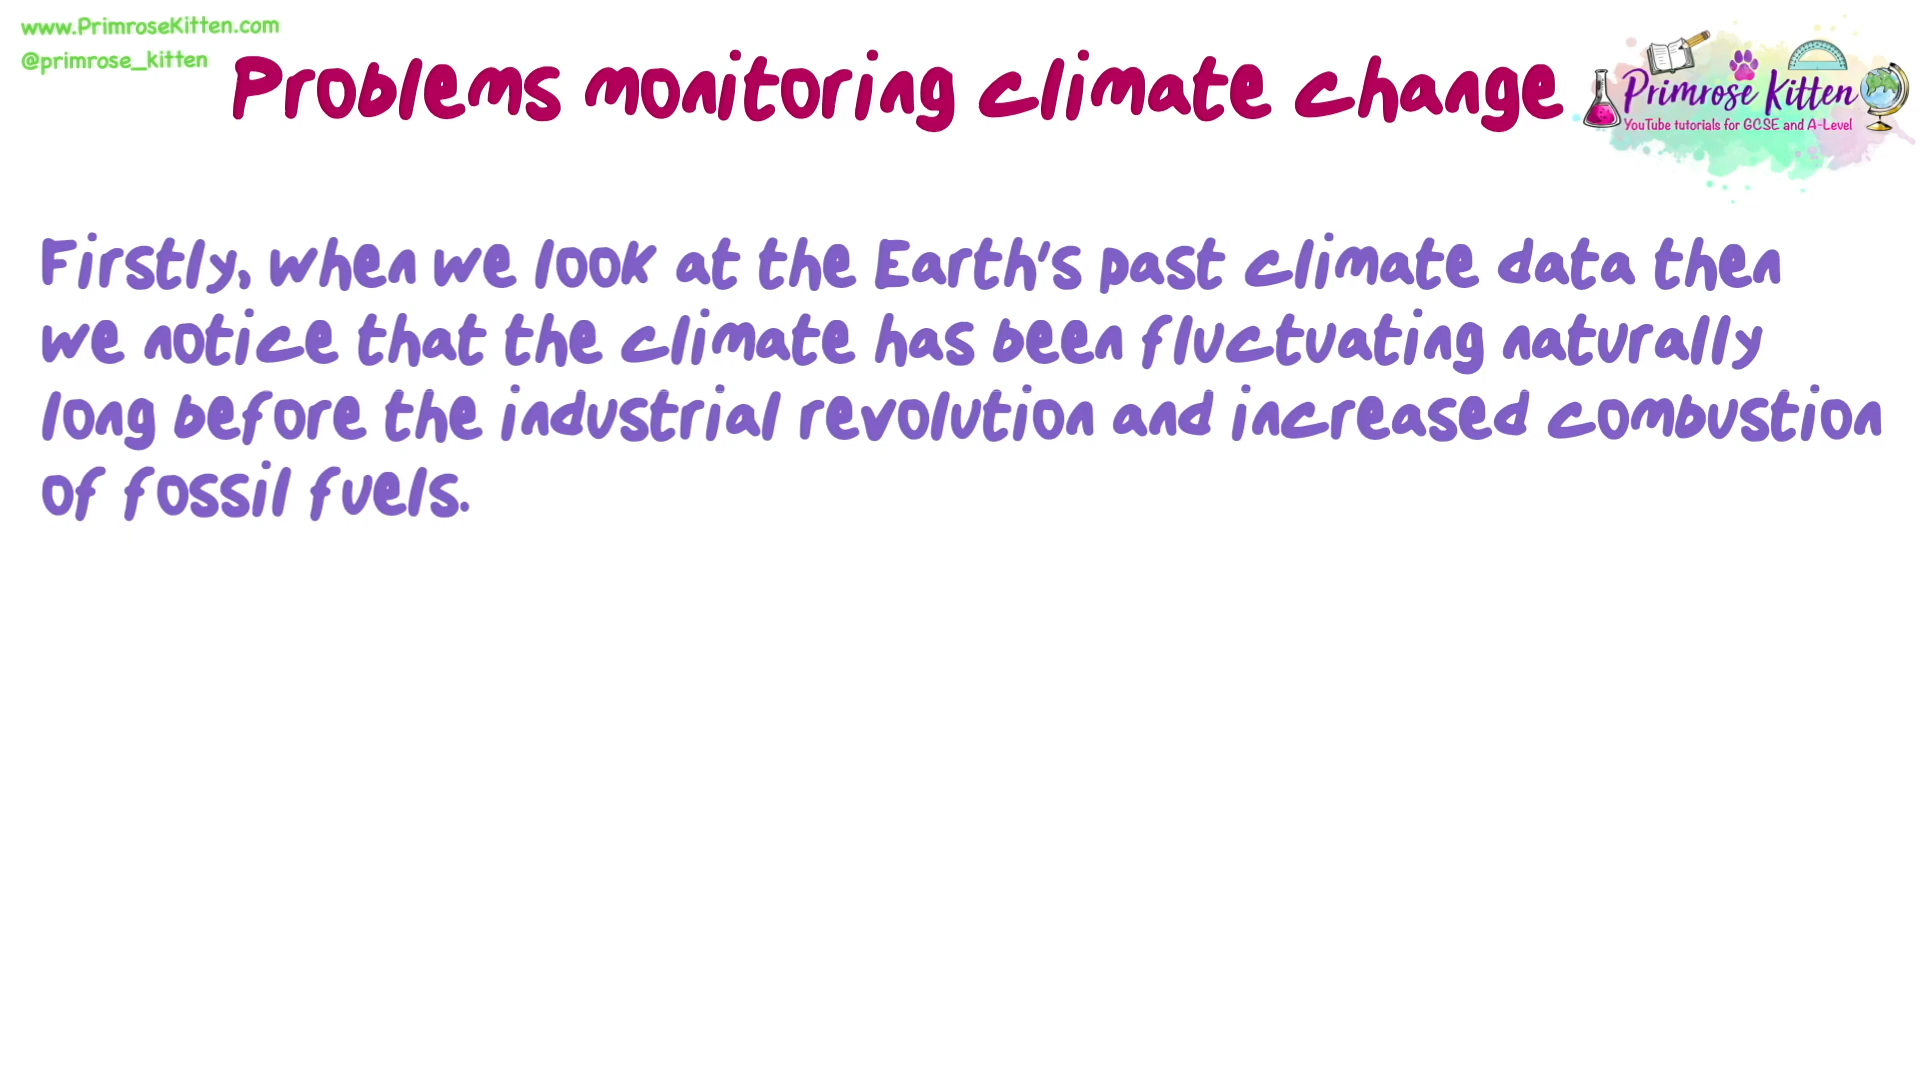 www.PrimroseKitten.com
@primrose_kitten
Problems monitoring climate change
Primrose Kitten
YouTube tutorials for GCSE and A-Level
Firstly, when we look at the Earth's past climate data then
we notice that the climate has been fluctuating naturally
long before the industrial revolution and increased combustion
of fossil fuels.